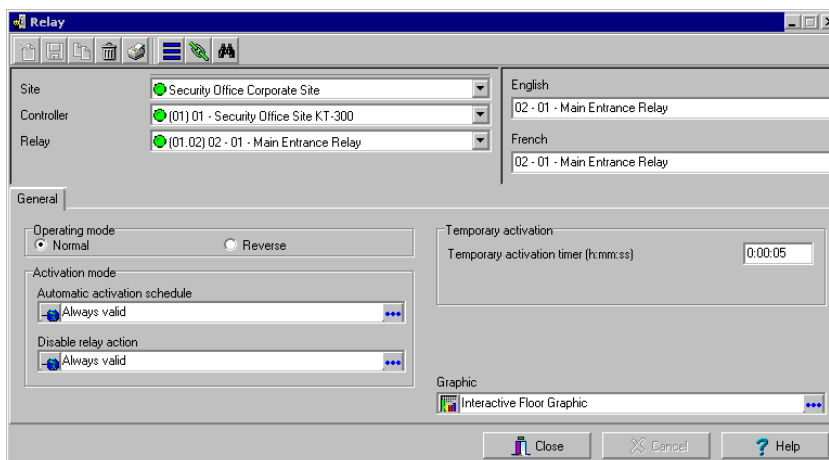 Relay
Site
Security Office Corporate Site
Controller
(01) 01 - Security Office Site KT-300
Relay
(01.02) 02 - 01 - Main Entrance Relay
English
02 - 01 - Main Entrance Relay
French
02 - 01 - Main Entrance Relay
General
Operating mode
Normal
Reverse
Activation mode
Automatic activation schedule
Always valid
Disable relay action
Always valid
Temporary activation
Temporary activation timer (h:mm:ss)
0:00:05
Graphic
Interactive Floor Graphic
Close
Cancel
Help